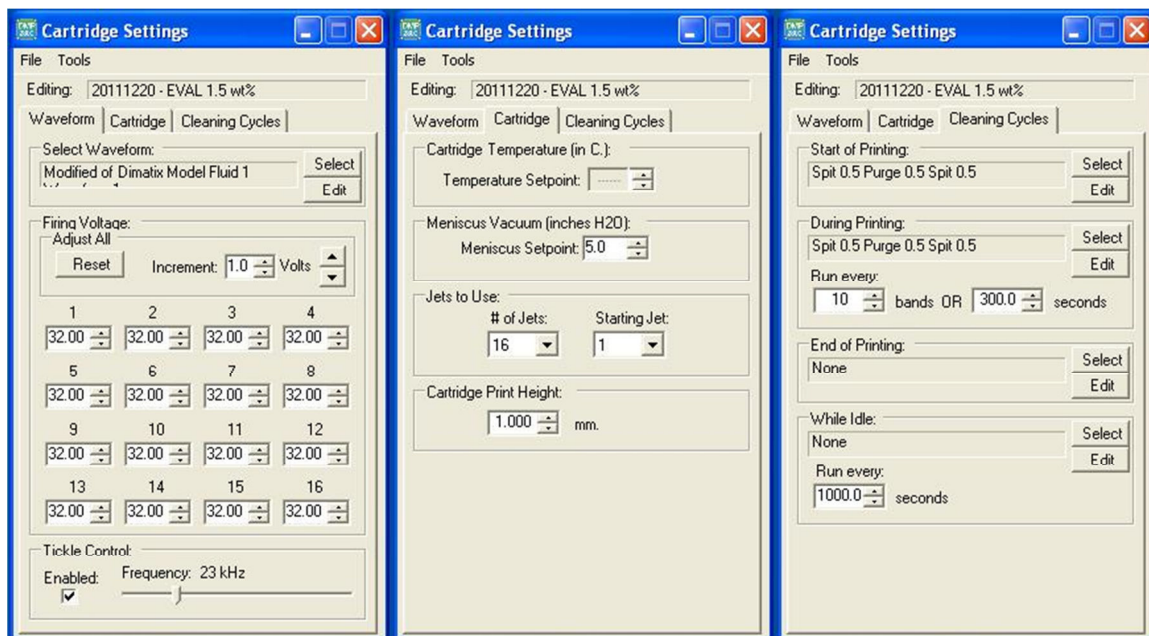 Cartridge Settings
File Tools
Editing: 20111220 - EVAL 1.5 wt%
Waveform Cartridge Cleaning Cycles
Select Waveform:
Modified of Dimatix Model Fluid 1
Select
Edit
Firing Voltage:
Adjust All
Reset Increment: 1.0 Volts
1 2 3 4
32.00 32.00 32.00 32.00
5 6 7 8
32.00 32.00 32.00 32.00
9 10 11 12
32.00 32.00 32.00 32.00
13 14 15 16
32.00 32.00 32.00 32.00
Tickle Control:
Enabled: Frequency: 23 kHz
Cartridge Settings
File Tools
Editing: 20111220 - EVAL 1.5 wt%
Waveform Cartridge Cleaning Cycles
Cartridge Temperature (in C.):
Temperature Setpoint: ------
Meniscus Vacuum (inches H2O):
Meniscus Setpoint: 5.0
Jets to Use:
# of Jets: Starting Jet:
16 1
Cartridge Print Height:
1.000 mm.
Cartridge Settings
File Tools
Editing: 20111220 - EVAL 1.5 wt%
Waveform Cartridge Cleaning Cycles
Start of Printing:
Spit 0.5 Purge 0.5 Spit 0.5
Select
Edit
During Printing:
Spit 0.5 Purge 0.5 Spit 0.5
Select
Edit
Run every:
10 bands OR 300.0 seconds
End of Printing:
None
Select
Edit
While Idle:
None
Select
Edit
Run every:
1000.0 seconds